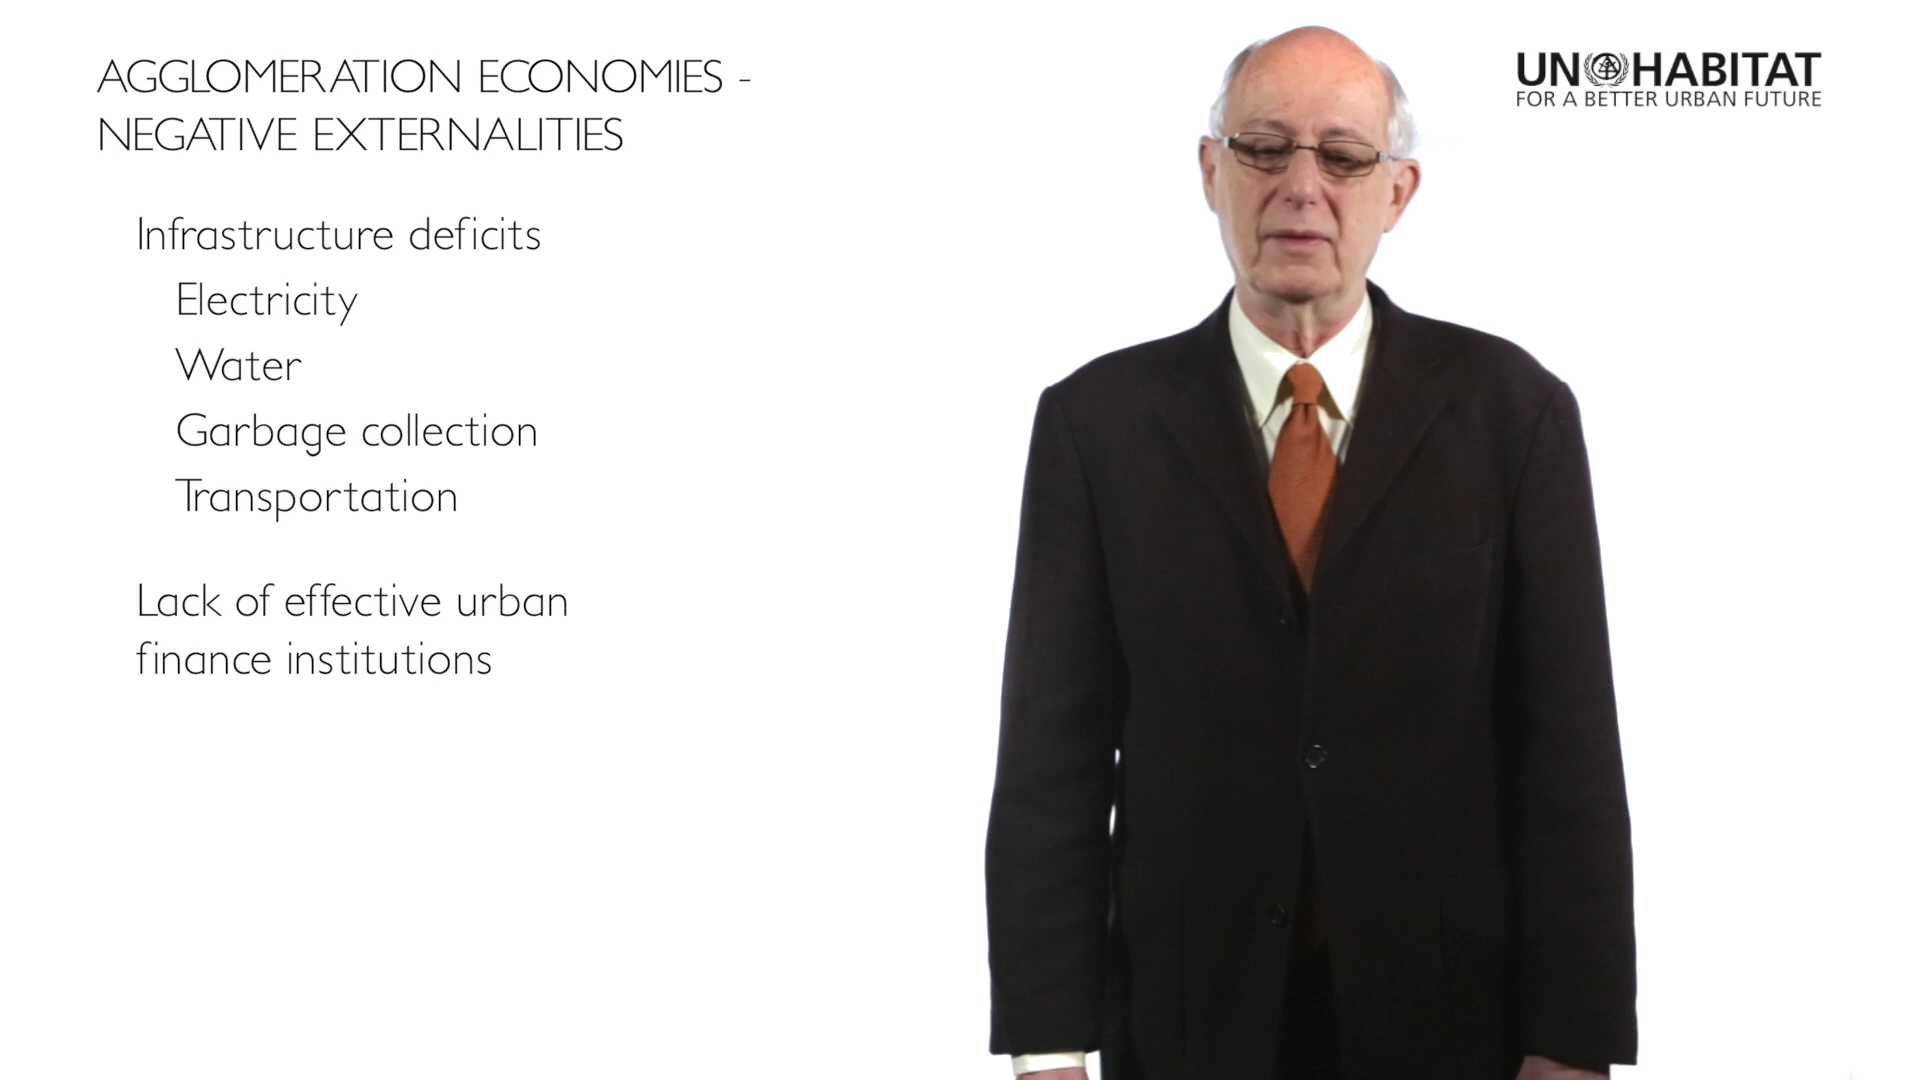 AGGLOMERATION ECONOMIES -
NEGATIVE EXTERNALITIES
Infrastructure deficits
Electricity
Water
Garbage collection
Transportation
Lack of effective urban
finance institutions
UN HABITAT
FOR A BETTER URBAN FUTURE